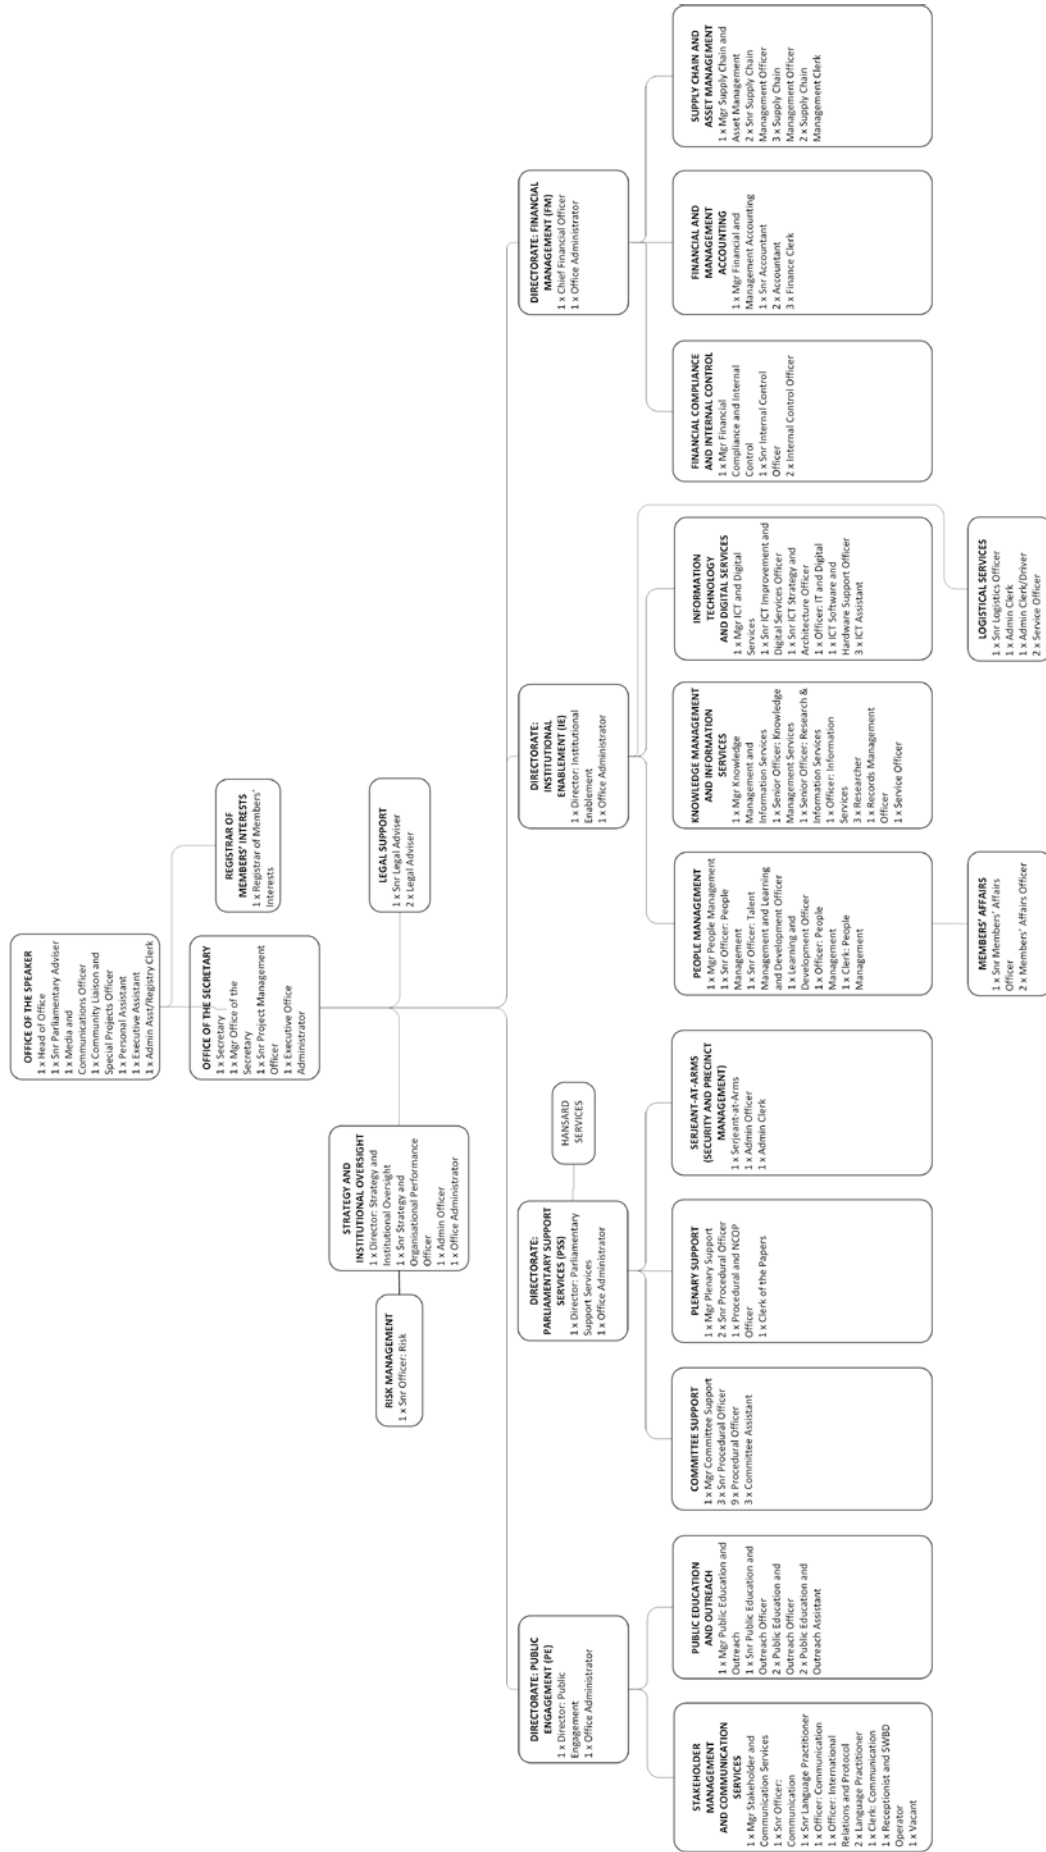 OFFICE OF THE SPEAKER
1 x Head of Office
1 x Snr Parliamentary Adviser
1 x Media and
Communications Officer
1 x Community Liaison and
Special Projects Officer
1 x Personal Assistant
1 x Executive Assistant
1 x Admin Asst/Registry Clerk
REGISTRAR OF
MEMBERS' INTERESTS
1 x Registrar of Members'
Interests
OFFICE OF THE SECRETARY
1 x Secretary
1 x Mgr Office of the
Secretary
1 x Snr Project Management
Officer
1 x Executive Office
Administrator
STRATEGY AND
INSTITUTIONAL OVERSIGHT
1 x Director: Strategy and
Institutional Oversight
1 x Snr Strategy and
Organisational Performance
Officer
1 x Admin Officer
1 x Office Administrator
LEGAL SUPPORT
1 x Snr Legal Adviser
2 x Legal Adviser
RISK MANAGEMENT
1 x Snr Officer: Risk
DIRECTORATE: PUBLIC
ENGAGEMENT (PE)
1 x Director: Public
Engagement
1 x Office Administrator
DIRECTORATE:
PARLIAMENTARY SUPPORT
SERVICES (PSS)
1 x Director: Parliamentary
Support Services
1 x Office Administrator
HANSARD
SERVICES
DIRECTORATE:
INSTITUTIONAL
ENABLEMENT (IE)
1 x Director: Institutional
Enablement
1 x Office Administrator
DIRECTORATE: FINANCIAL
MANAGEMENT (FM)
1 x Chief Financial Officer
1 x Office Administrator
STAKEHOLDER
MANAGEMENT
AND COMMUNICATION
SERVICES
1 x Mgr Stakeholder and
Communication Services
1 x Snr Officer:
Communication
1 x Snr Language Practitioner
1 x Officer: Communication
1 x Officer: International
Relations and Protocol
2 x Language Practitioner
1 x Clerk: Communication
1 x Receptionist and SWBD
Operator
1 x Vacant
PUBLIC EDUCATION
AND OUTREACH
1 x Mgr Public Education and
Outreach
1 x Snr Public Education and
Outreach Officer
2 x Public Education and
Outreach Officer
2 x Public Education and
Outreach Assistant
COMMITTEE SUPPORT
1 x Mgr Committee Support
3 x Snr Procedural Officer
9 x Procedural Officer
3 x Committee Assistant
PLENARY SUPPORT
1 x Mgr Plenary Support
2 x Snr Procedural Officer
1 x Procedural and NCOP
Officer
1 x Clerk of the Papers
SERJEANT-AT-ARMS
(SECURITY AND PRECINCT
MANAGEMENT)
1 x Serjeant-at-Arms
1 x Admin Officer
1 x Admin Clerk
PEOPLE MANAGEMENT
1 x Mgr People Management
1 x Snr Officer: People
Management
1 x Snr Officer: Talent
Management and Learning
and Development Officer
1 x Learning and
Development Officer
1 x Officer: People
Management
1 x Clerk: People
Management
KNOWLEDGE MANAGEMENT
AND INFORMATION
SERVICES
1 x Mgr Knowledge
Management and
Information Services
1 x Senior Officer: Knowledge
Management Services
1 x Senior Officer: Research &
Information Services
1 x Officer: Information
Services
3 x Researcher
1 x Records Management
Officer
1 x Service Officer
INFORMATION
TECHNOLOGY
AND DIGITAL SERVICES
1 x Mgr ICT and Digital
Services
1 x Snr ICT Improvement and
Digital Services Officer
1 x Snr ICT Strategy and
Architecture Officer
1 x Officer: IT and Digital
1 x ICT Software and
Hardware Support Officer
3 x ICT Assistant
FINANCIAL COMPLIANCE
AND INTERNAL CONTROL
1 x Mgr Financial
Compliance and Internal
Control
1 x Snr Internal Control
Officer
2 x Internal Control Officer
FINANCIAL AND
MANAGEMENT
ACCOUNTING
1 x Mgr Financial and
Management Accounting
1 x Snr Accountant
2 x Accountant
3 x Finance Clerk
SUPPLY CHAIN AND
ASSET MANAGEMENT
1 x Mgr Supply Chain and
Asset Management
2 x Snr Supply Chain
Management Officer
3 x Supply Chain
Management Officer
2 x Supply Chain
Management Clerk
MEMBERS' AFFAIRS
1 x Snr Members' Affairs
Officer
2 x Members' Affairs Officer
LOGISTICAL SERVICES
1 x Snr Logistics Officer
1 x Admin Clerk
1 x Admin Clerk/Driver
2 x Service Officer